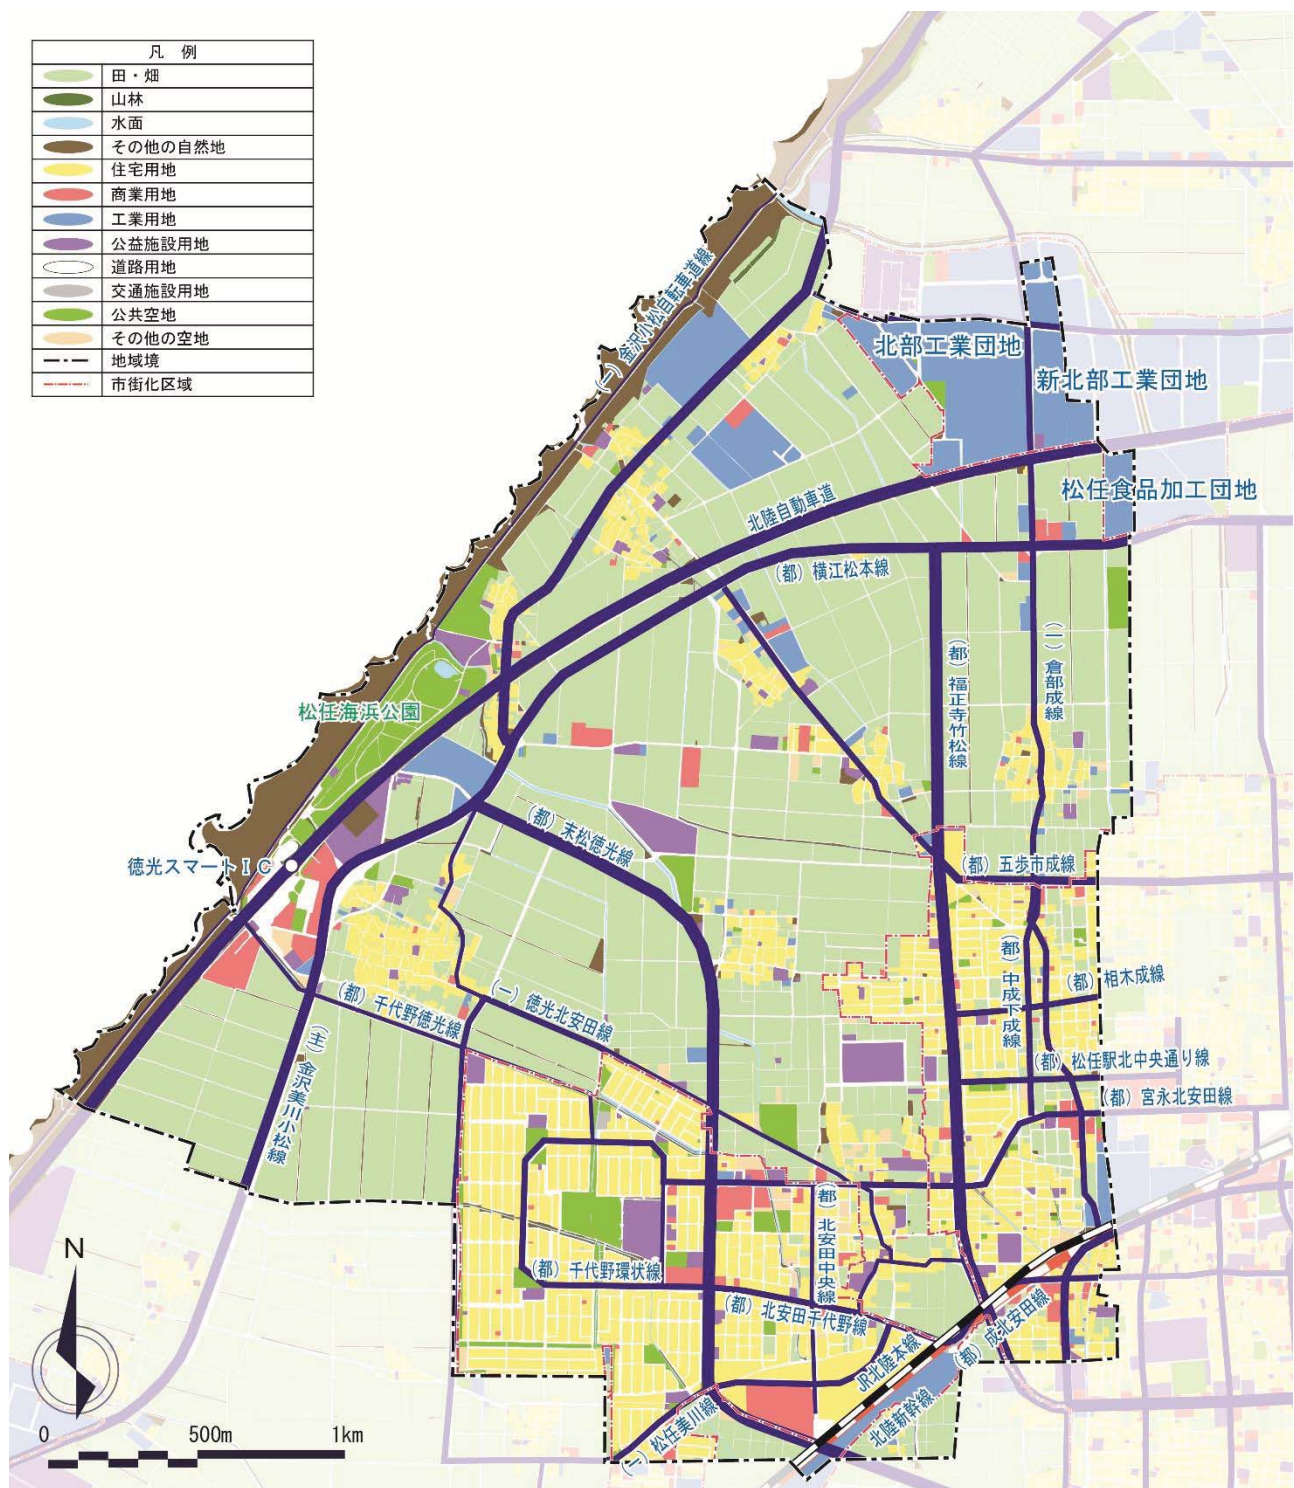 凡 例
田・畑
山林
水面
その他の自然地
住宅用地
商業用地
工業用地
公益施設用地
道路用地
交通施設用地
公共空地
その他の空地
地域境
市街化区域
(一)金沢小松自転車道線
北部工業団地
新北部工業団地
松任食品加工団地
北陸自動車道
(都)横江松本線
(都)福正寺竹松線
(一)倉部成線
松任海浜公園
(都)末松徳光線
徳光スマートIC
(都)五歩市成線
(都)中成下成線
(都)相木成線
(都)千代野徳光線
(一)徳光北安田線
(主)金沢美川小松線
(都)松任駅北中央通り線
(都)宮永北安田線
(都)北安田中央線
(都)千代野環状線
(都)北安田千代野線
JR北陸本線
(都)成北安田線
北陸新幹線
(一)松任美川線
N
0 500m 1km